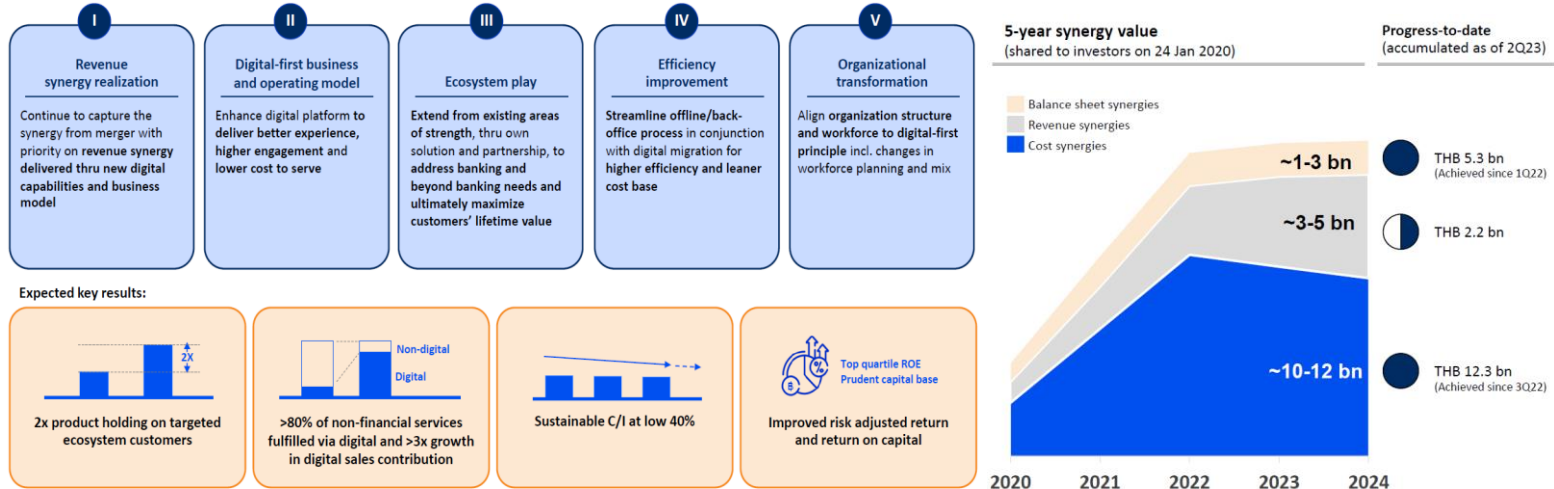 I
Revenue
synergy realization
Continue to capture the
synergy from merger with
priority on revenue synergy
delivered thru new digital
capabilities and business
model
II
Digital-first business
and operating model
Enhance digital platform to
deliver better experience,
higher engagement and
lower cost to serve
III
Ecosystem play
Extend from existing areas
of strength, thru own
solution and partnership, to
address banking and
beyond banking needs and
ultimately maximize
customers' lifetime value
IV
Efficiency
improvement
Streamline offline/back-
office process in conjunction
with digital migration for
higher efficiency and leaner
cost base
V
Organizational
transformation
Align organization structure
and workforce to digital-first
principle incl. changes in
workforce planning and mix
Expected key results:
2X
2x product holding on targeted
ecosystem customers
Non-digital
Digital
>80% of non-financial services
fulfilled via digital and >3x growth
in digital sales contribution
Sustainable C/I at low 40%
฿
%
Top quartile ROE
Prudent capital base
Improved risk adjusted return
and return on capital
5-year synergy value
(shared to investors on 24 Jan 2020)
Balance sheet synergies
Revenue synergies
Cost synergies
~1-3 bn
~3-5 bn
~10-12 bn
2020 2021 2022 2023 2024
Progress-to-date
(accumulated as of 2Q23)
THB 5.3 bn
(Achieved since 1Q22)
THB 2.2 bn
THB 12.3 bn
(Achieved since 3Q22)